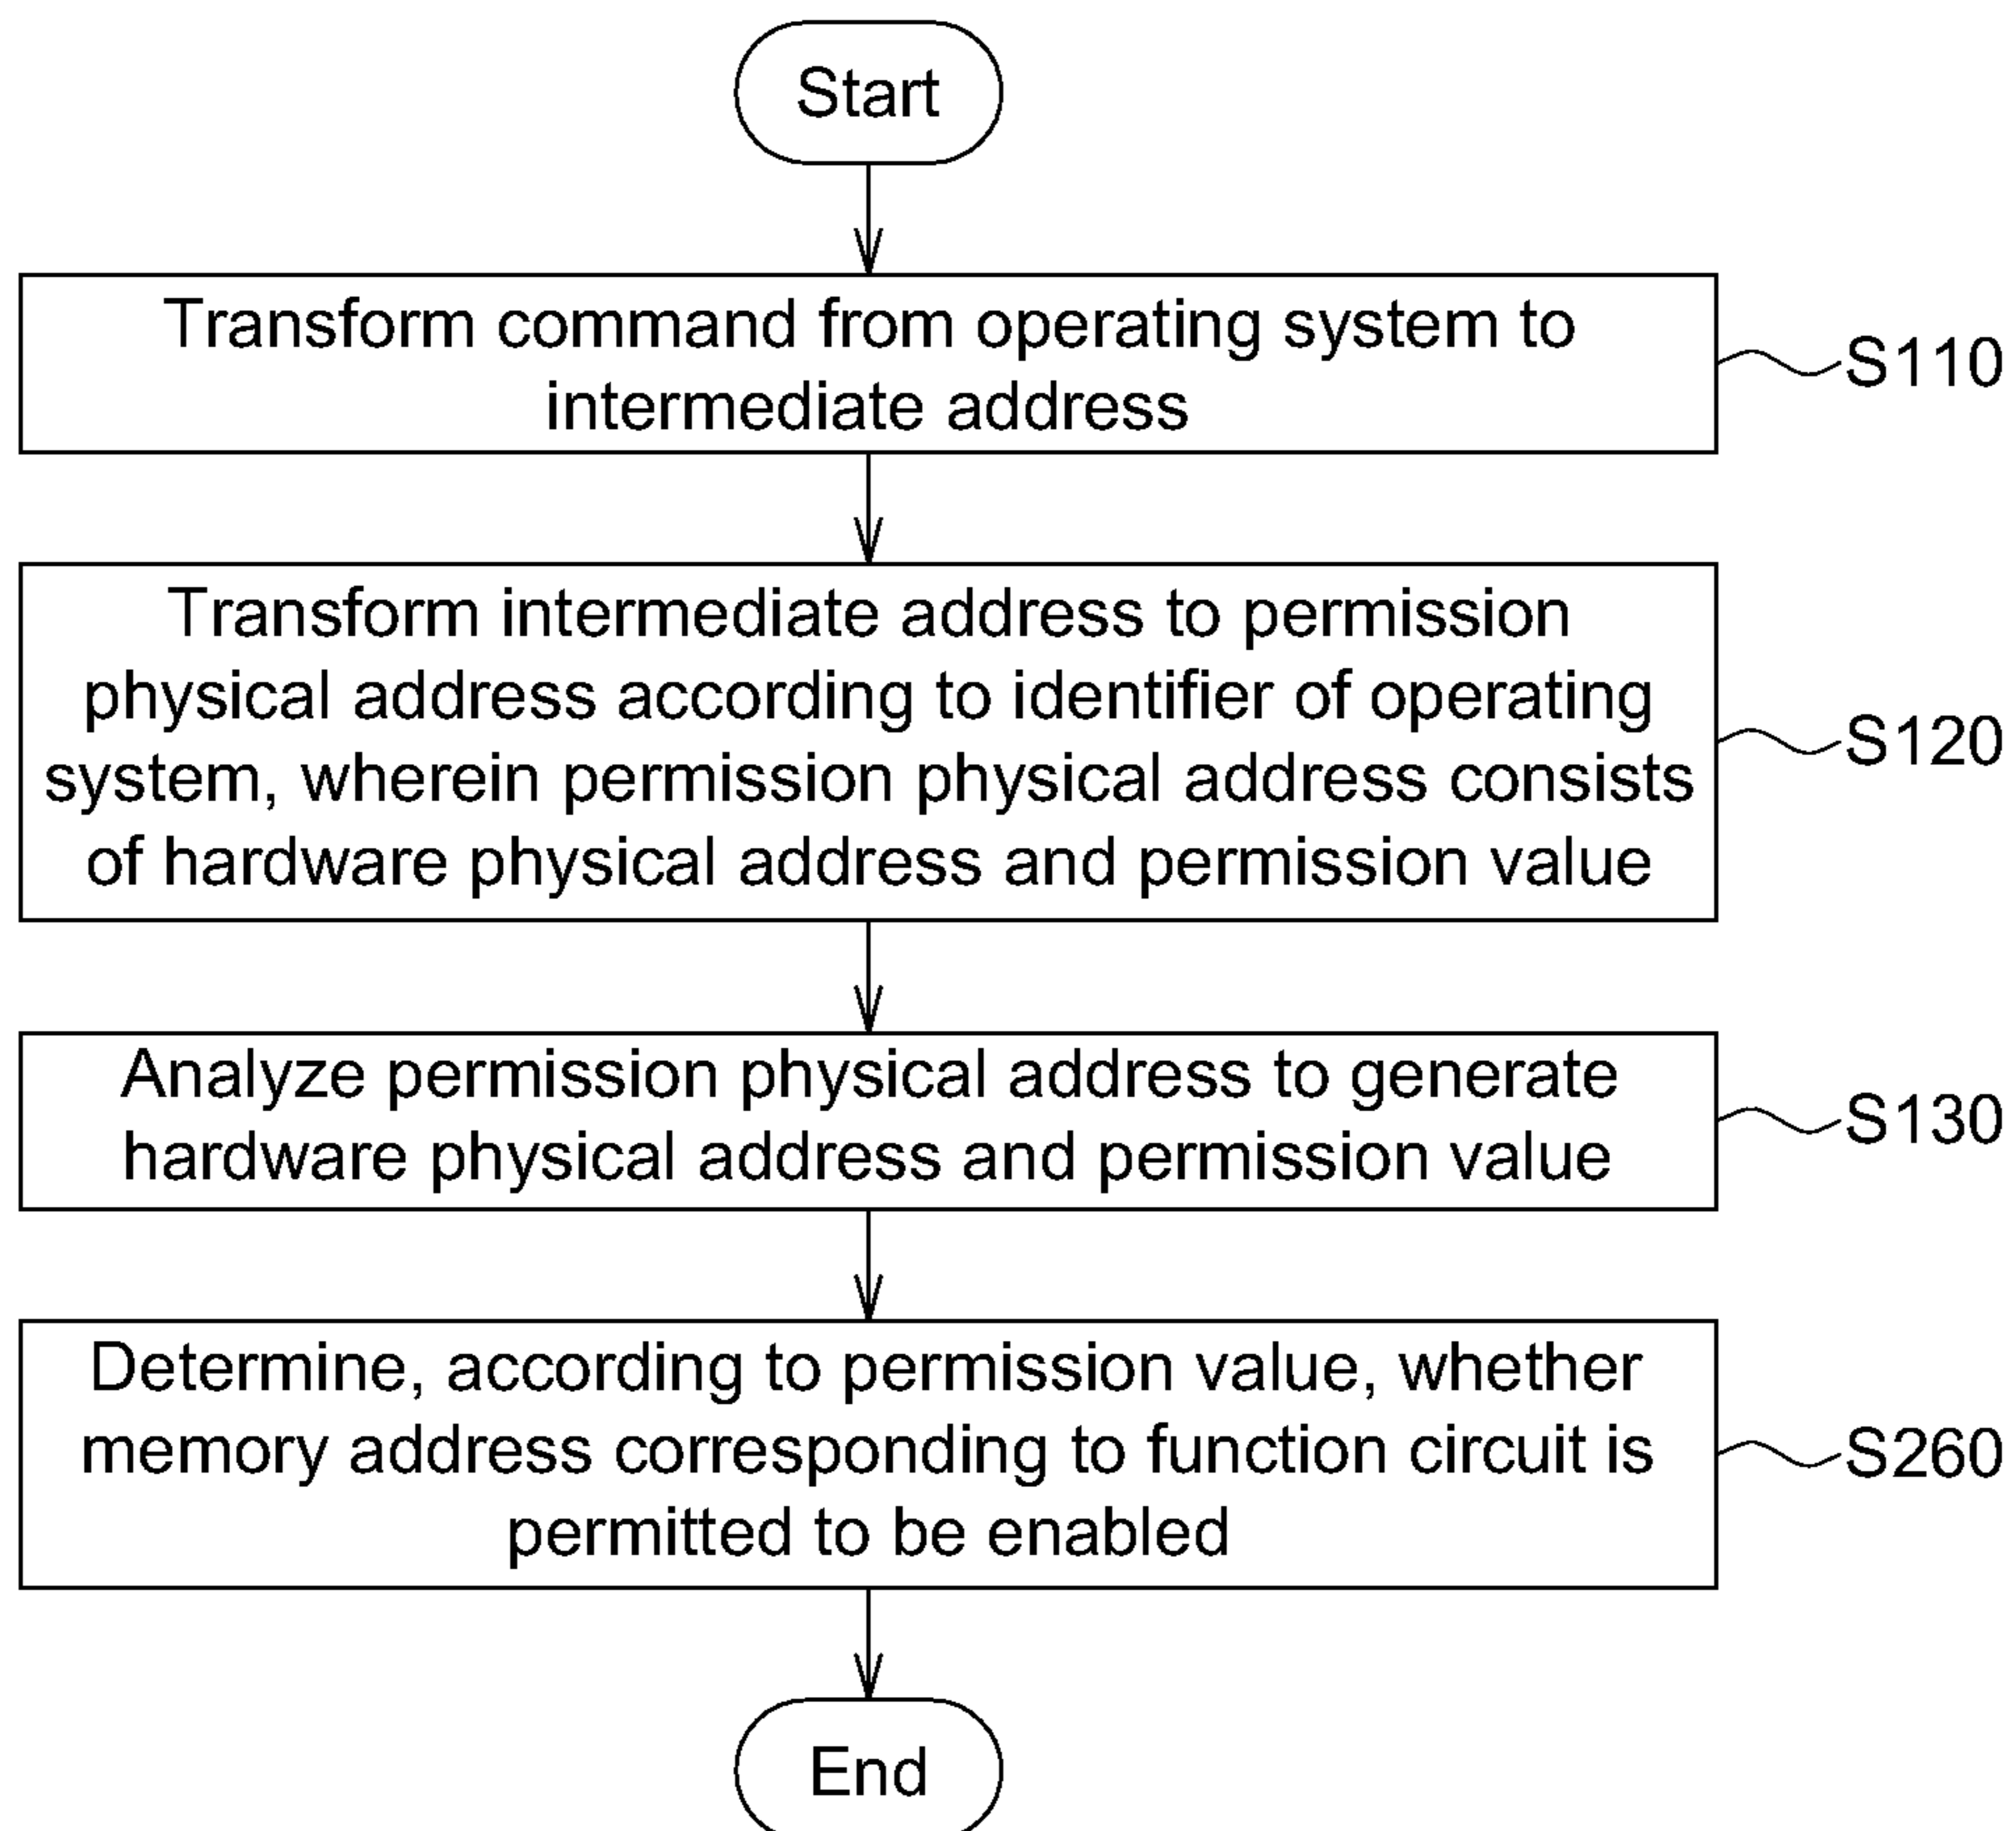 Start
Transform command from operating system to
intermediate address
S110
Transform intermediate address to permission
physical address according to identifier of operating
system, wherein permission physical address consists
of hardware physical address and permission value
S120
Analyze permission physical address to generate
hardware physical address and permission value
S130
Determine, according to permission value, whether
memory address corresponding to function circuit is
permitted to be enabled
S260
End